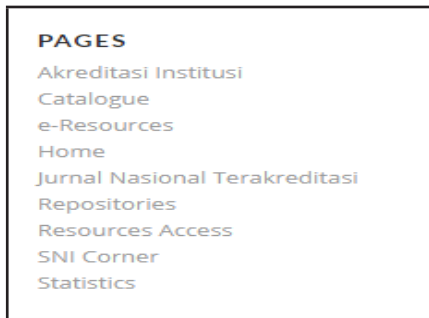 PAGES
Akreditasi Institusi
Catalogue
e-Resources
Home
Jurnal Nasional Terakreditasi
Repositories
Resources Access
SNI Corner
Statistics